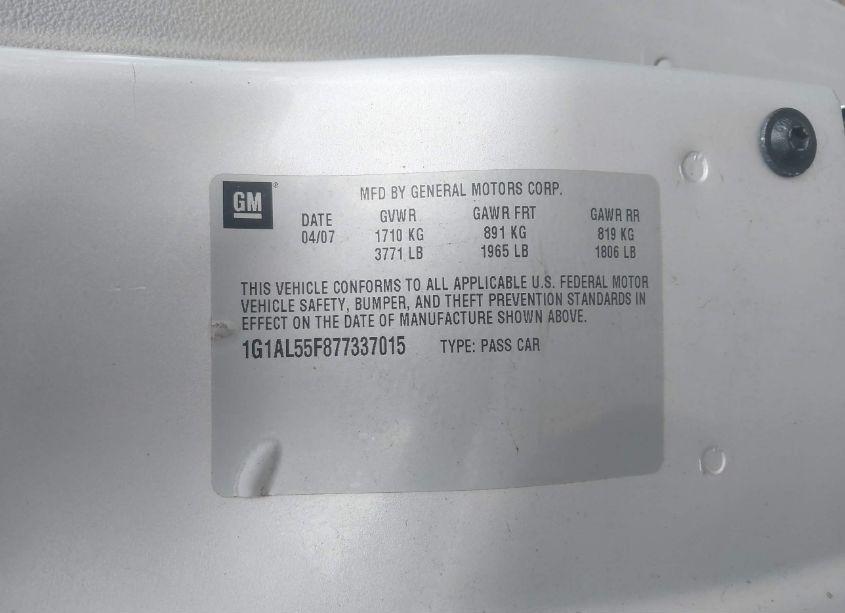 GM®
MFD BY GENERAL MOTORS CORP.
DATE GVWR GAWR FRT GAWR RR
04/07 1710 KG 891 KG 819 KG
3771 LB 1965 LB 1806 LB
THIS VEHICLE CONFORMS TO ALL APPLICABLE U.S. FEDERAL MOTOR
VEHICLE SAFETY, BUMPER, AND THEFT PREVENTION STANDARDS IN
EFFECT ON THE DATE OF MANUFACTURE SHOWN ABOVE.
1G1AL55F877337015 TYPE: PASS CAR